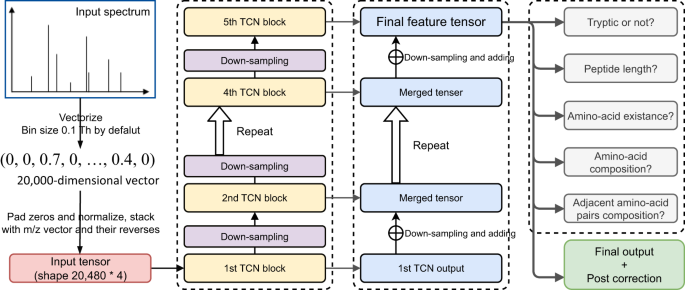 Input spectrum
Vectorize
Bin size 0.1 Th by defalut
(0, 0, 0.7, 0, …, 0.4, 0)
20,000-dimensional vector
Pad zeros and normalize, stack
with m/z vector and their reverses
Input tensor
(shape 20,480 * 4)
5th TCN block
Down-sampling
4th TCN block
Repeat
Down-sampling
2nd TCN block
Down-sampling
1st TCN block
Final feature tensor
Down-sampling and adding
Merged tensor
Repeat
Merged tensor
Down-sampling and adding
1st TCN output
Tryptic or not?
Peptide length?
Amino-acid existance?
Amino-acid
composition?
Adjacent amino-acid
pairs composition?
Final output
+
Post correction